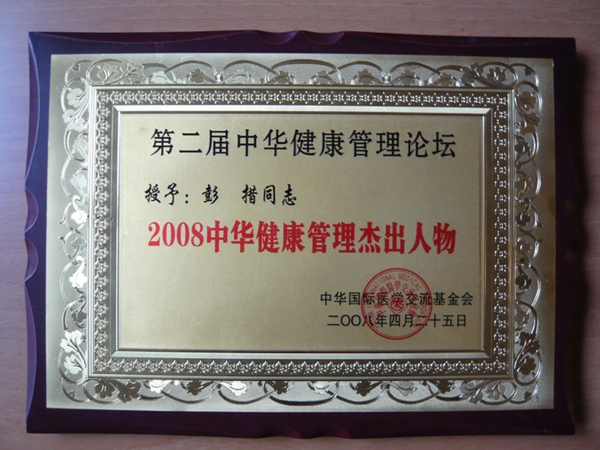 第二届中华健康管理论坛
授予：彭 措同志
2008中华健康管理杰出人物
中华国际医学交流基金会
二〇〇八年四月二十五日